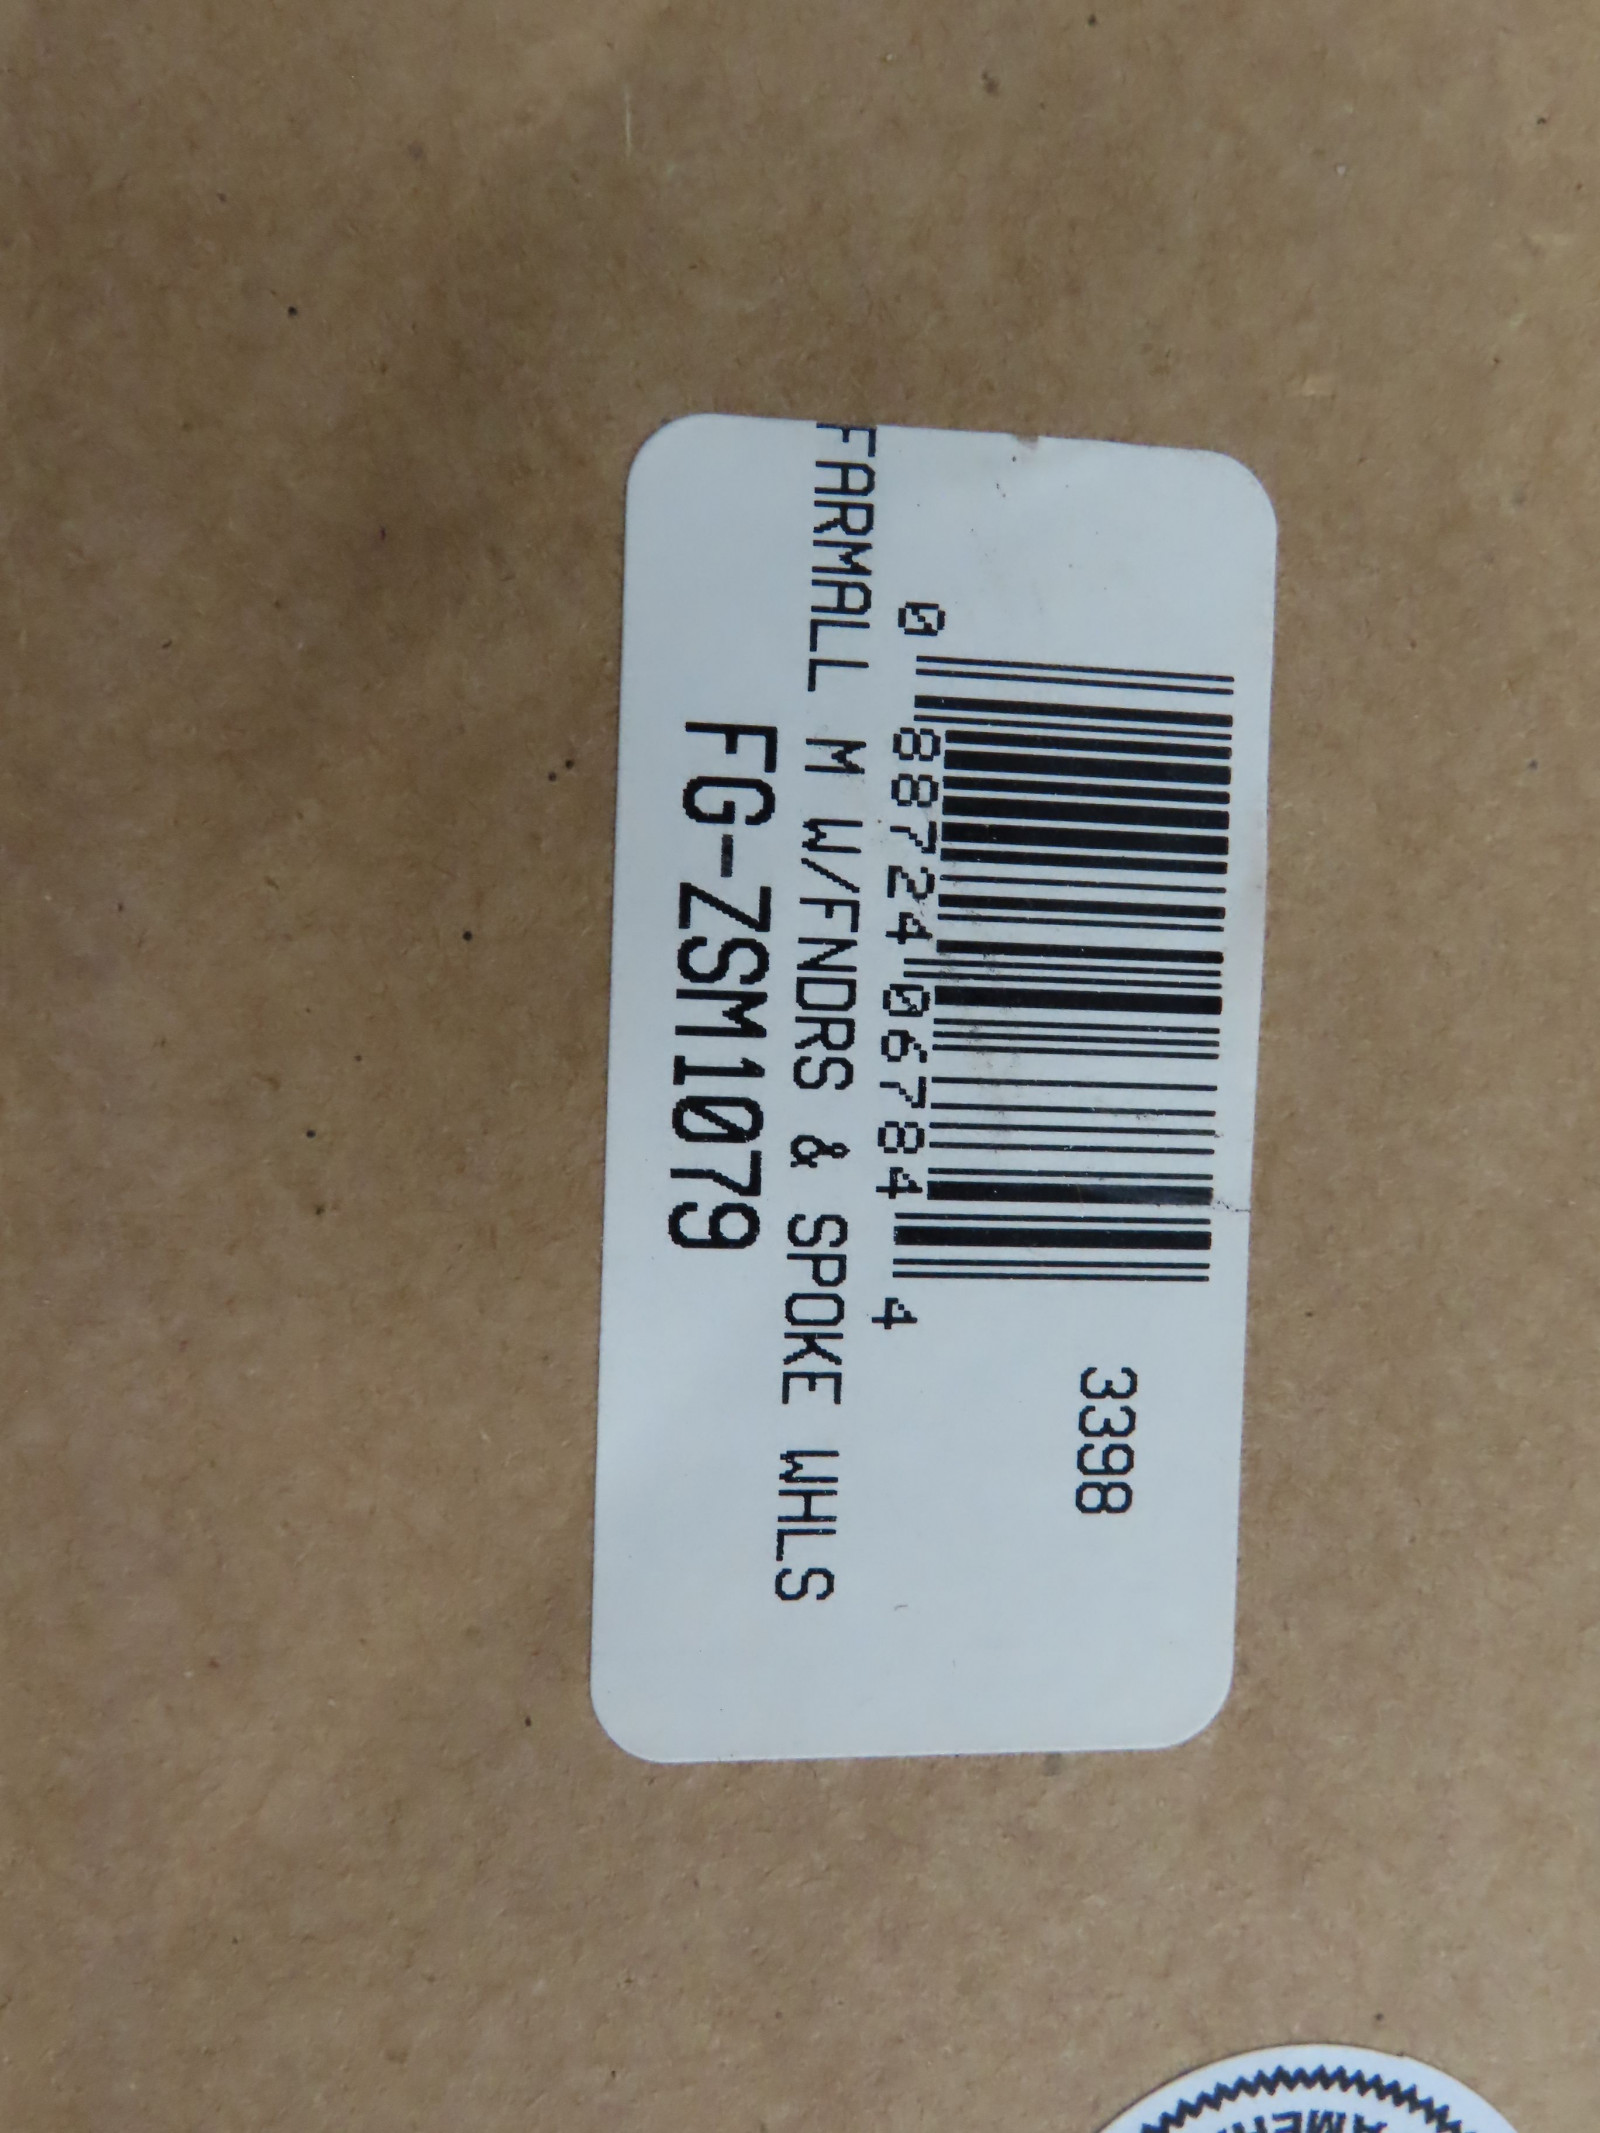 3398
0 88724 06784 4
FARMALL M W/FNDRS & SPOKE WHLS
FG-ZSM1079